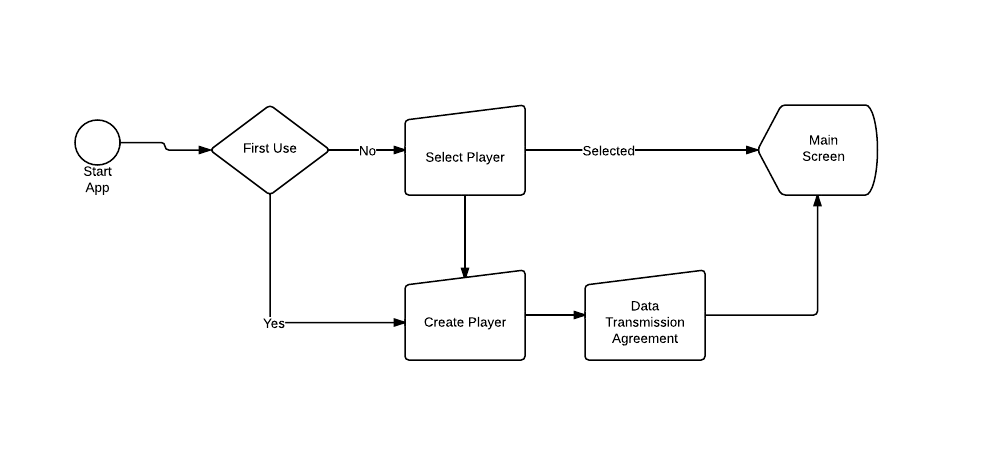 Start
App
First Use
No
Select Player
Selected
Main
Screen
Yes
Create Player
Data
Transmission
Agreement